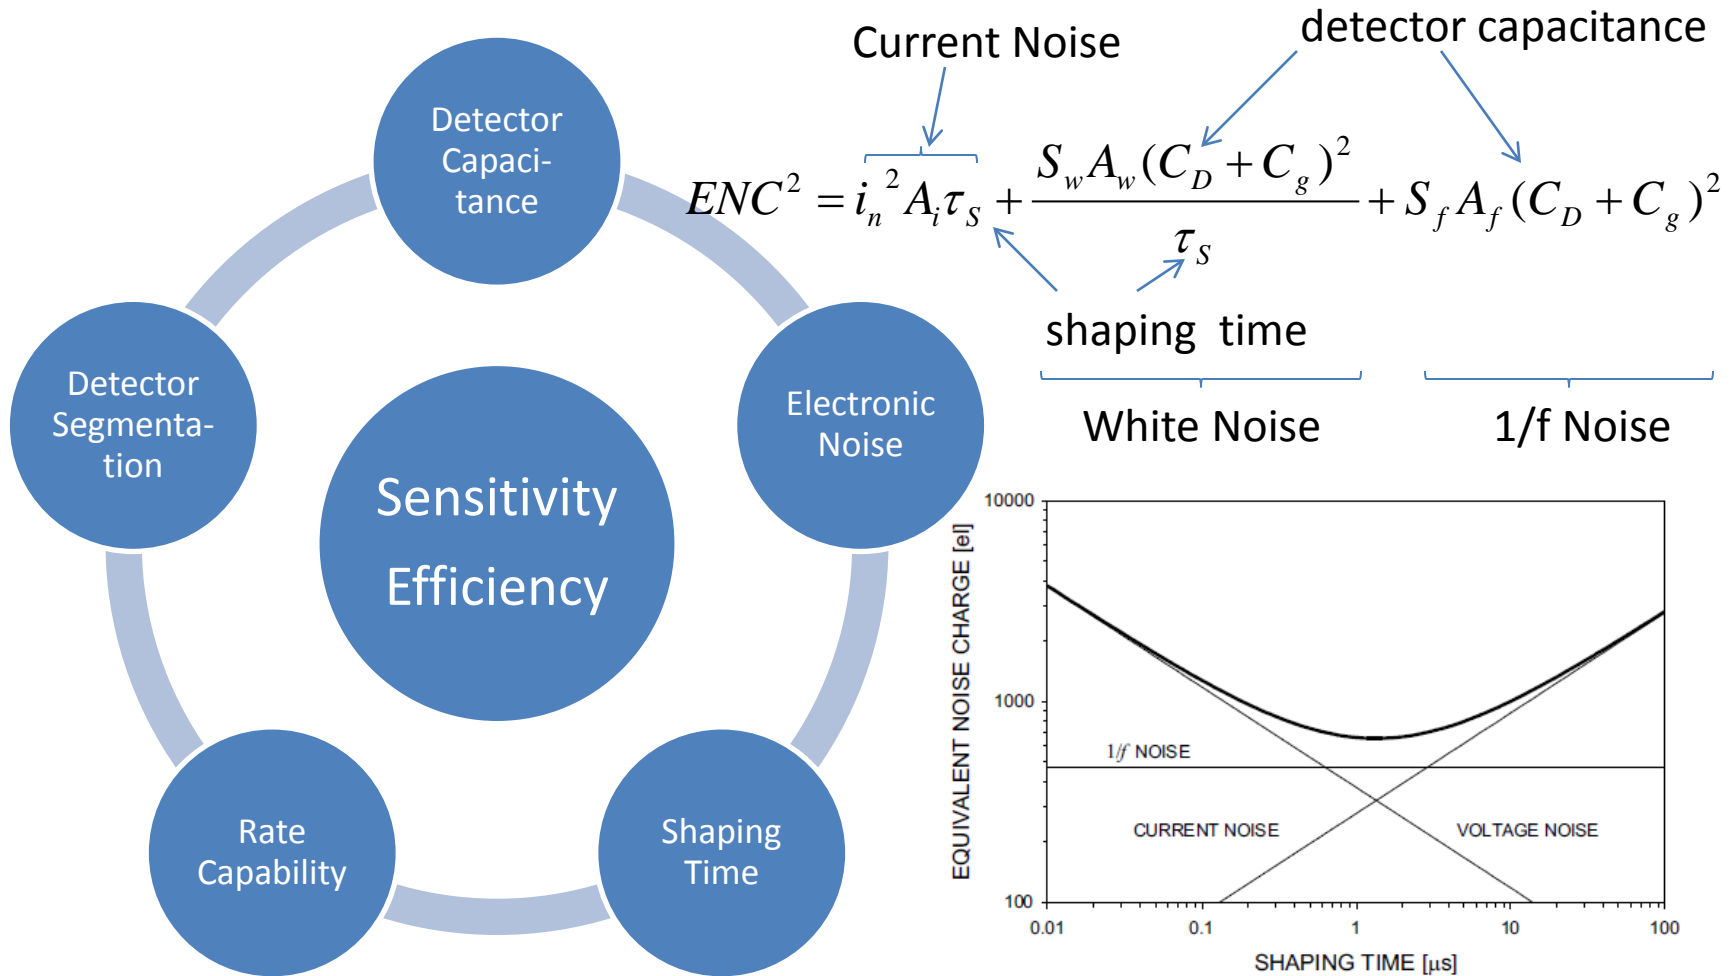 Detector
Capaci-
tance
Electronic
Noise
Shaping
Time
Rate
Capability
Detector
Segmenta-
tion
Sensitivity
Efficiency
Current Noise
detector capacitance
ENC² = iₙ² Aᵢ τ_S + S_w A_w (C_D + C_g)² / τ_S + S_f A_f (C_D + C_g)²
shaping time
White Noise
1/f Noise
EQUIVALENT NOISE CHARGE [el]
10000
1000
100
1/f NOISE
CURRENT NOISE
VOLTAGE NOISE
0.01
0.1
1
10
100
SHAPING TIME [µs]